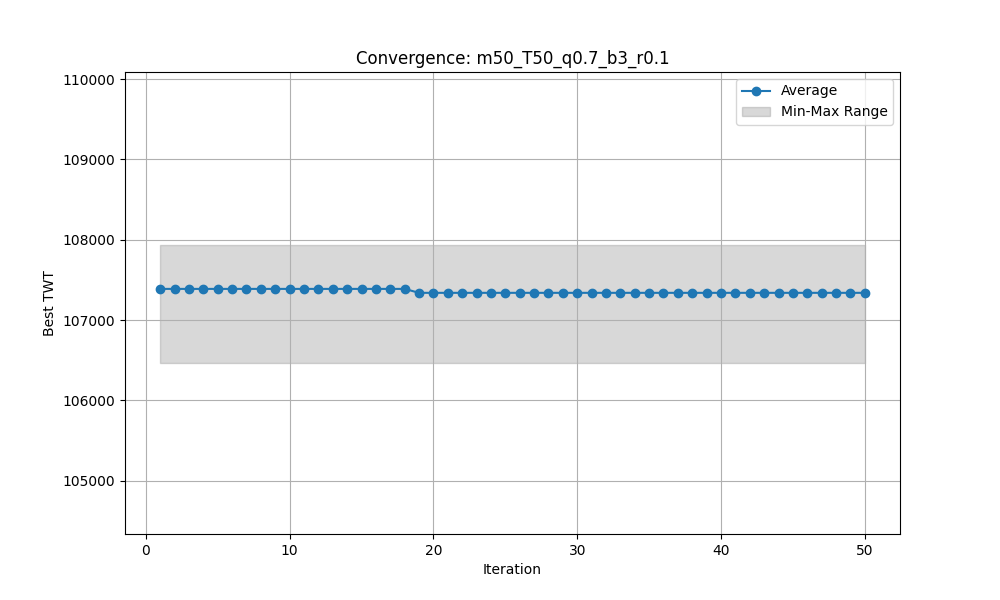 Convergence: m50_T50_q0.7_b3_r0.1
Average
Min-Max Range
Best TWT
110000
109000
108000
107000
106000
105000
0 10 20 30 40 50
Iteration